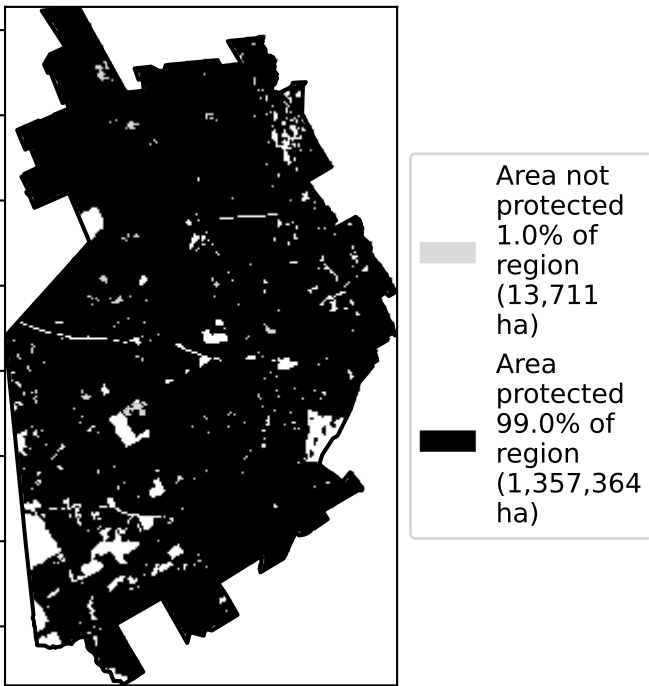 Area not
protected
1.0% of
region
(13,711
ha)
Area
protected
99.0% of
region
(1,357,364
ha)